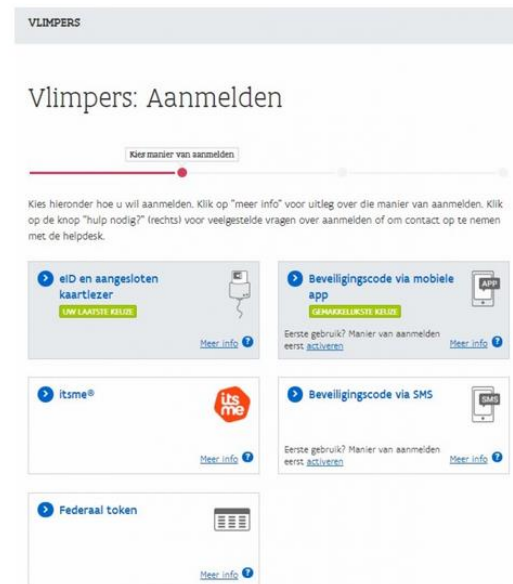 VLIMPERS
Vlimpers: Aanmelden
Kies manier van aanmelden
Kies hieronder hoe u wil aanmelden. Klik op "meer info" voor uitleg over die manier van aanmelden. Klik
op de knop "hulp nodig?" (rechts) voor veelgestelde vragen over aanmelden of om contact op te nemen
met de helpdesk.
eID en aangesloten
kaartlezer
UW LAATSTE KEUZE
Meer info ?
Beveiligingscode via mobiele
app
APP
GEMAKKELIJKSTE KEUZE
Eerste gebruik? Manier van aanmelden
eerst activeren
Meer info ?
itsme®
its
me
Meer info ?
Beveiligingscode via SMS
SMS
Eerste gebruik? Manier van aanmelden
eerst activeren
Meer info ?
Federaal token
Meer info ?